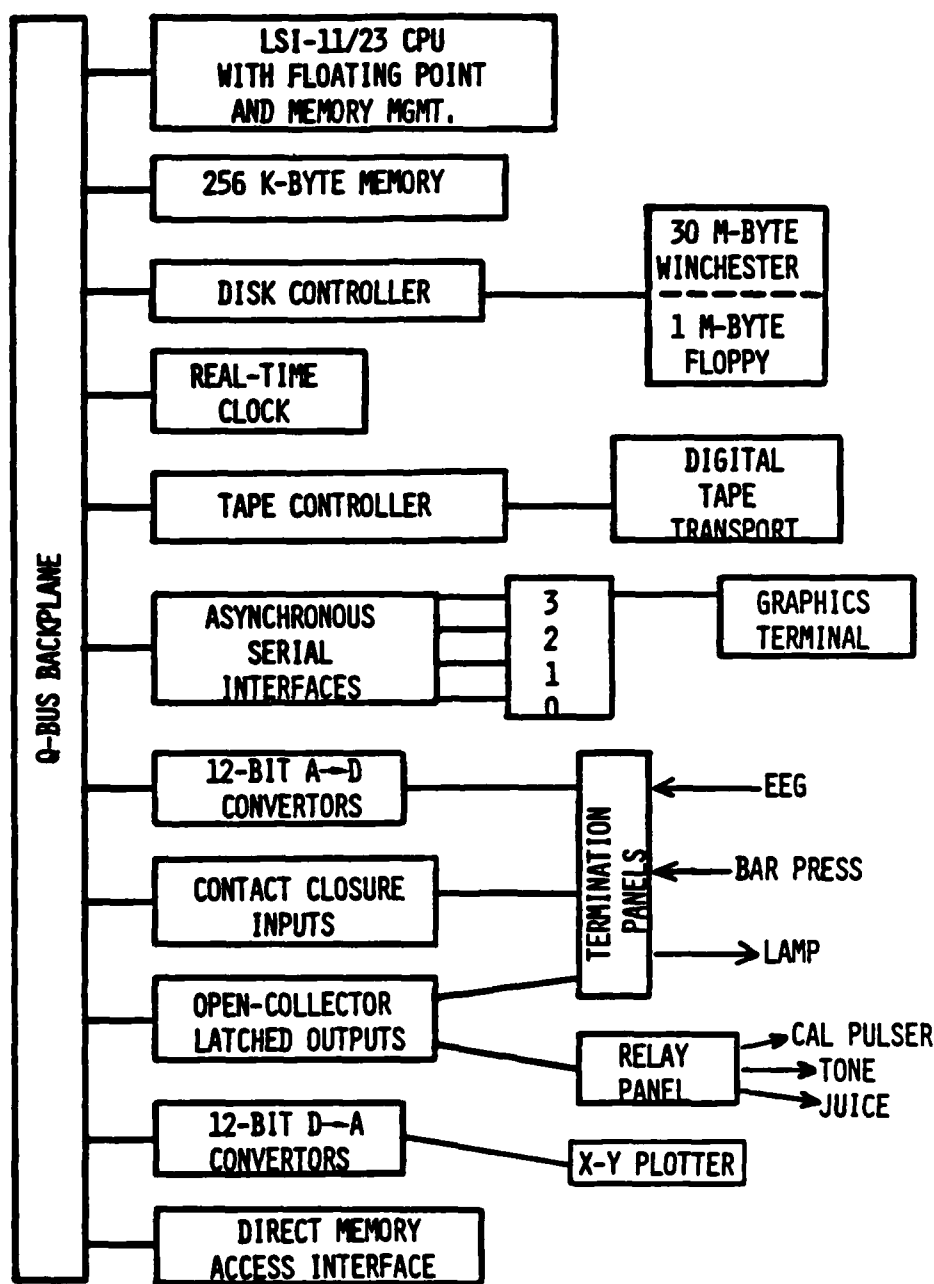 Q-BUS BACKPLANE
LSI-11/23 CPU
WITH FLOATING POINT
AND MEMORY MGMT.
256 K-BYTE MEMORY
DISK CONTROLLER
30 M-BYTE
WINCHESTER
1 M-BYTE
FLOPPY
REAL-TIME
CLOCK
TAPE CONTROLLER
DIGITAL
TAPE
TRANSPORT
ASYNCHRONOUS
SERIAL
INTERFACES
3
2
1
0
GRAPHICS
TERMINAL
12-BIT A→D
CONVERTORS
CONTACT CLOSURE
INPUTS
OPEN-COLLECTOR
LATCHED OUTPUTS
TERMINATION
PANELS
EEG
BAR PRESS
LAMP
RELAY
PANEL
CAL PULSER
TONE
JUICE
12-BIT D→A
CONVERTORS
X-Y PLOTTER
DIRECT MEMORY
ACCESS INTERFACE